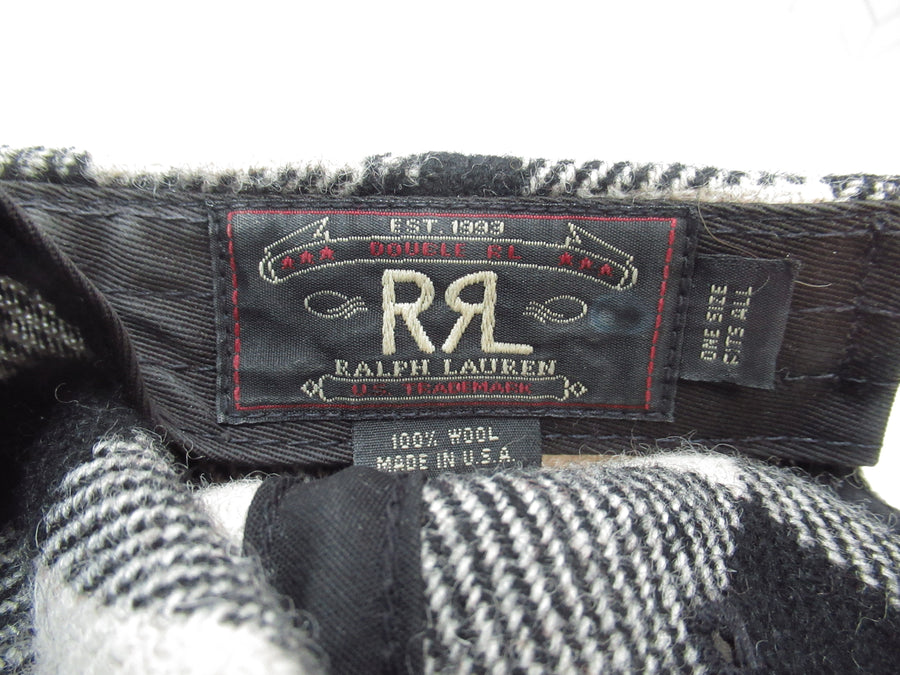 EST. 1993
DOUBLE RL
RRL
RALPH LAUREN
U.S. TRADEMARK
100% WOOL
MADE IN U.S.A.
ONE SIZE
FITS ALL